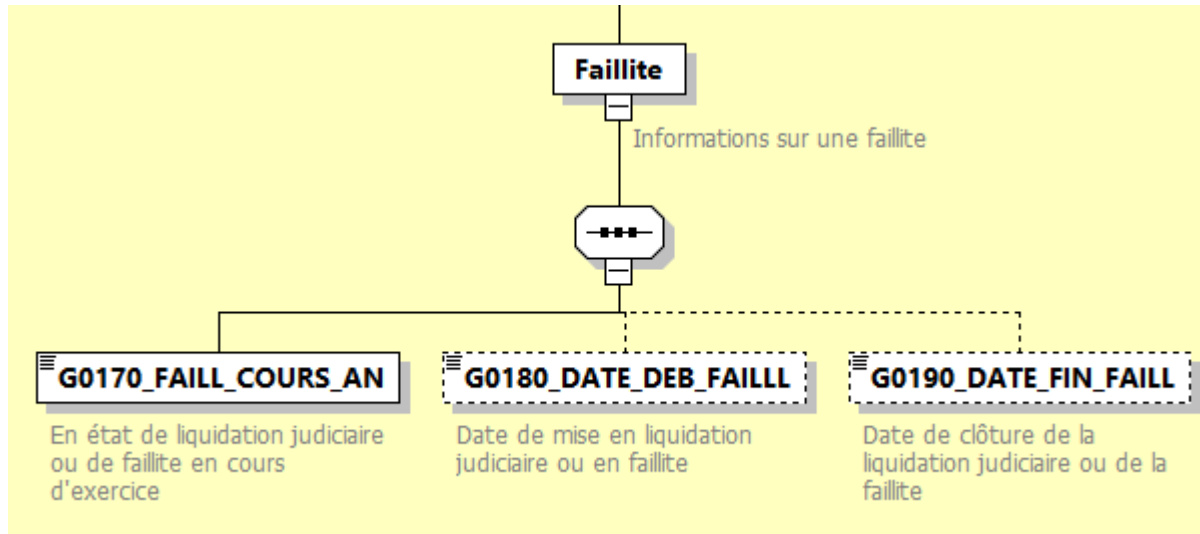 Faillite
Informations sur une faillite
G0170_FAILL_COURS_AN
En état de liquidation judiciaire
ou de faillite en cours
d'exercice
G0180_DATE_DEB_FAILLL
Date de mise en liquidation
judiciaire ou en faillite
G0190_DATE_FIN_FAILL
Date de clôture de la
liquidation judiciaire ou de la
faillite